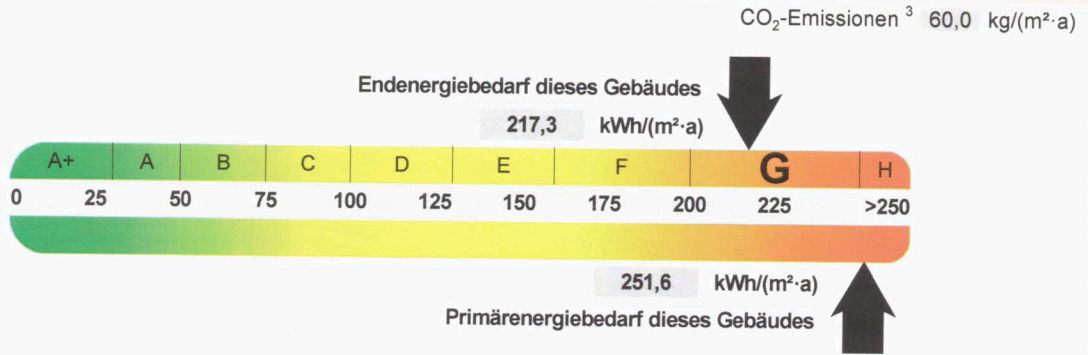 CO₂-Emissionen ³ 60,0 kg/(m²·a)
Endenergiebedarf dieses Gebäudes
217,3 kWh/(m²·a)
A+ A B C D E F G H
0 25 50 75 100 125 150 175 200 225 >250
251,6 kWh/(m²·a)
Primärenergiebedarf dieses Gebäudes